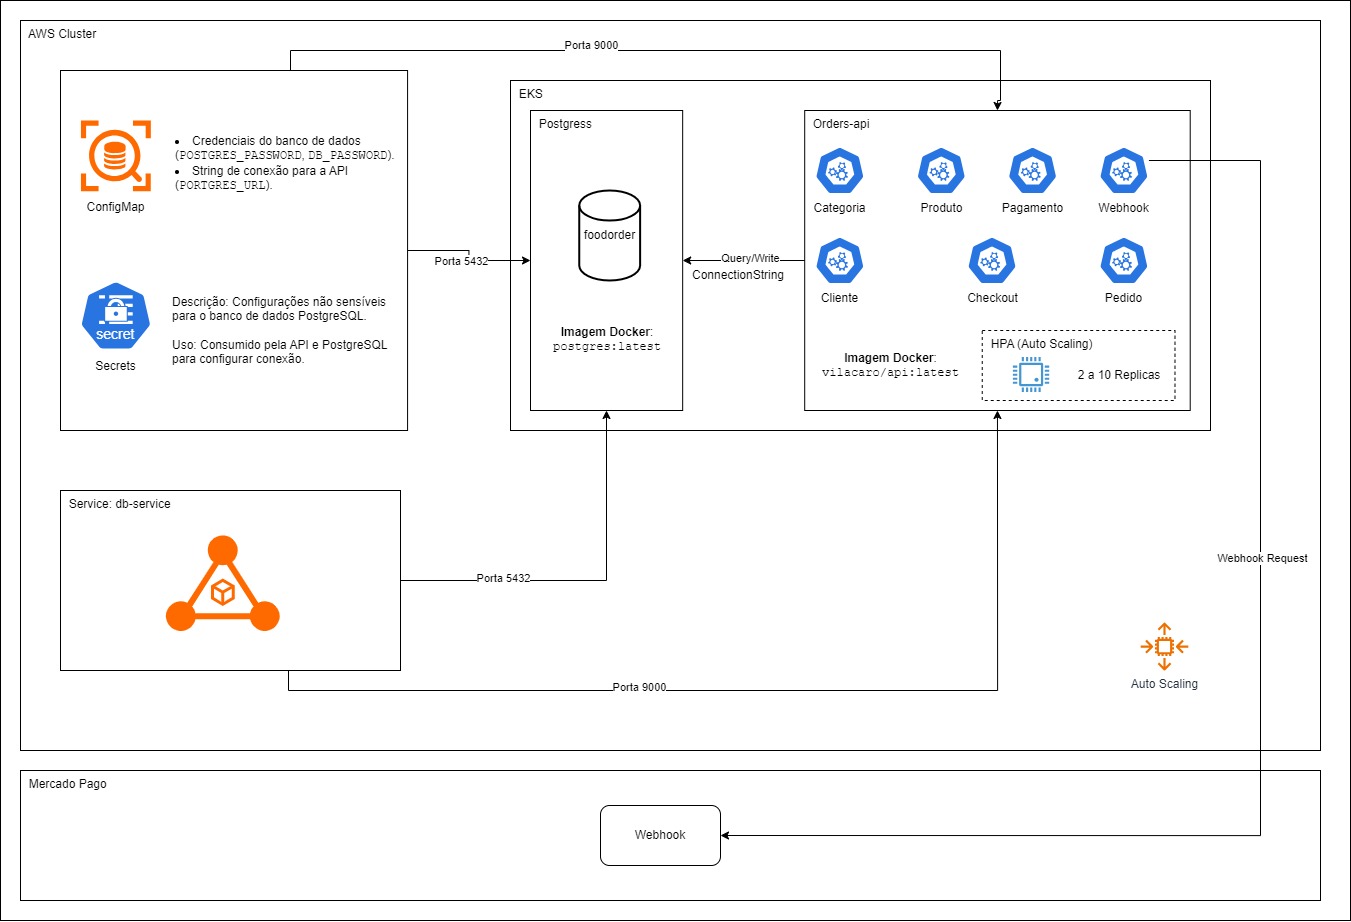 AWS Cluster
Porta 9000
EKS
Postgress
Orders-api
Credenciais do banco de dados
(POSTGRES_PASSWORD, DB_PASSWORD).
String de conexão para a API
(PORTGRES_URL).
ConfigMap
Categoria
Produto
Pagamento
Webhook
foodorder
Porta 5432
Query/Write
ConnectionString
Cliente
Checkout
Pedido
secret
Secrets
Descrição: Configurações não sensíveis
para o banco de dados PostgreSQL.
Uso: Consumido pela API e PostgreSQL
para configurar conexão.
Imagem Docker:
postgres:latest
Imagem Docker:
vilacaro/api:latest
HPA (Auto Scaling)
2 a 10 Replicas
Service: db-service
Porta 5432
Porta 9000
Webhook Request
Auto Scaling
Mercado Pago
Webhook